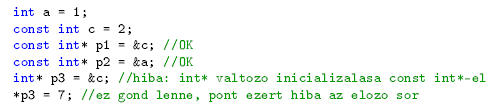 int a = 1;
const int c = 2;
const int* p1 = &c; //OK
const int* p2 = &a; //OK
int* p3 = &c; //hiba: int* valtozo inicializalasa const int*-el
*p3 = 7; //ez gond lenne, pont ezert hiba az elozo sor